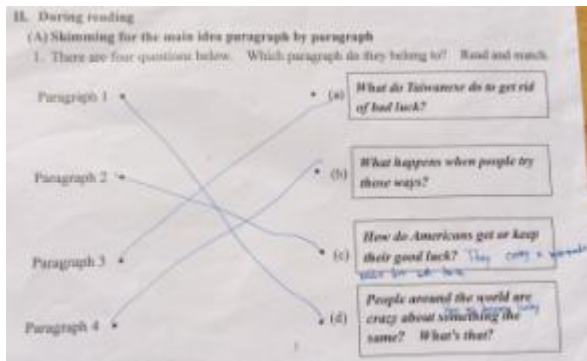 II. During reading
(A) Skimming for the main idea paragraph by paragraph
1. There are four questions below. Which paragraph do they belong to? Read and match.
Paragraph 1
(a) What do Taiwanese do to get rid
of bad luck?
Paragraph 2
(b) What happens when people try
those ways?
Paragraph 3
(c) How do Americans get or keep
their good luck? They carry a
Paragraph 4
(d) People around the world are
crazy about something the
same? What's that?